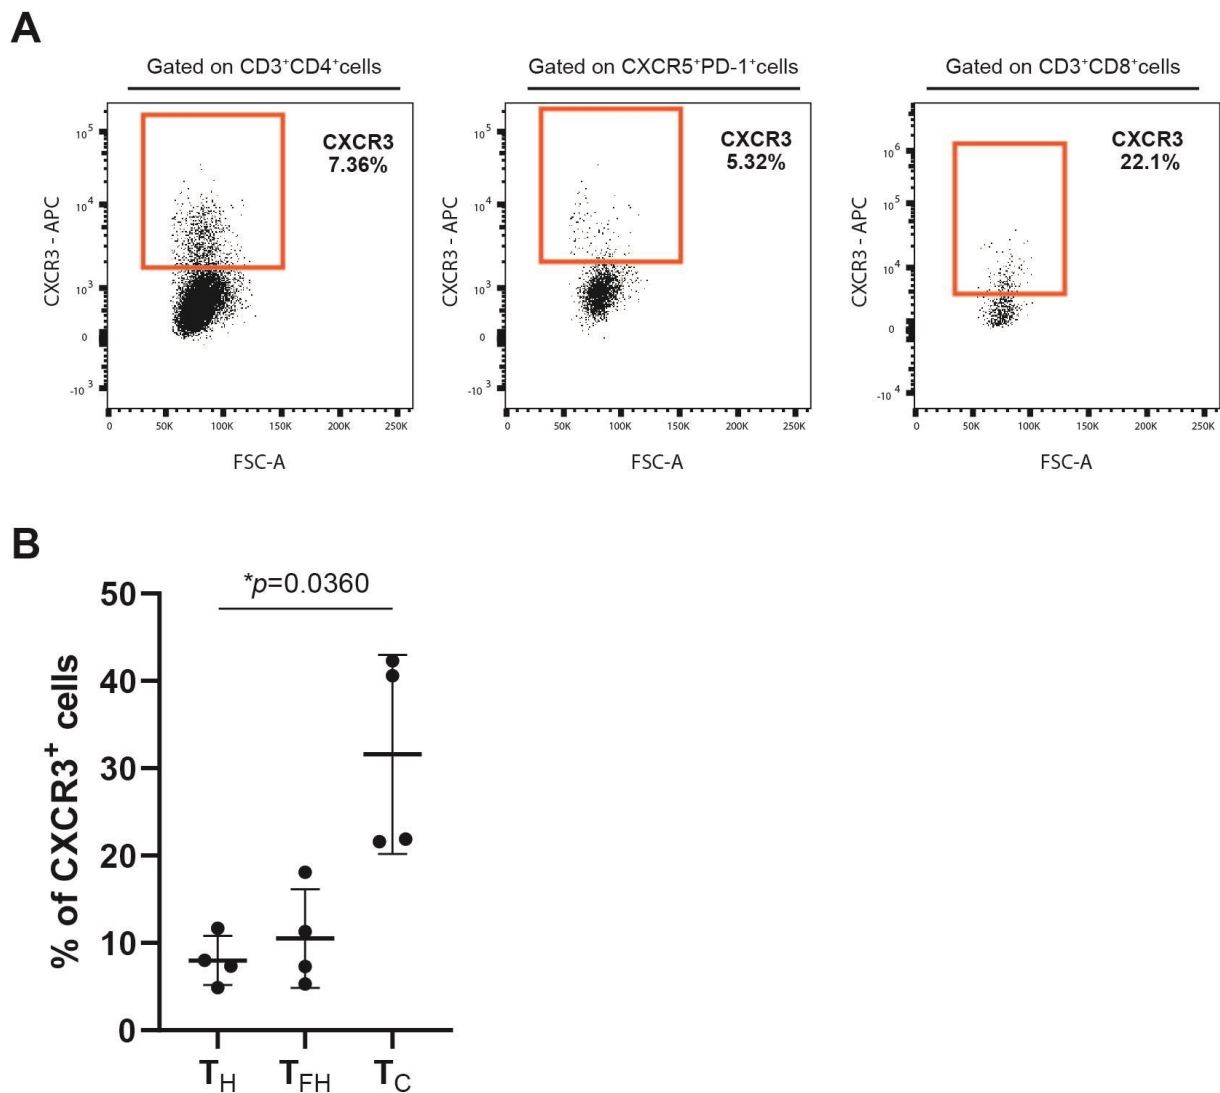 A
Gated on CD3⁺CD4⁺cells
CXCR3
7.36%
CXCR3 - APC
10⁵
10⁴
10³
0
-10³
0 50K 100K 150K 200K 250K
FSC-A
Gated on CXCR5⁺PD-1⁺cells
CXCR3
5.32%
CXCR3 - APC
10⁵
10⁴
10³
0
-10³
0 50K 100K 150K 200K 250K
FSC-A
Gated on CD3⁺CD8⁺cells
CXCR3
22.1%
CXCR3 - APC
10⁶
10⁵
10⁴
0
-10⁴
0 50K 100K 150K 200K 250K
FSC-A
B
*p=0.0360
% of CXCR3⁺ cells
50
40
30
20
10
0
TH TFH TC